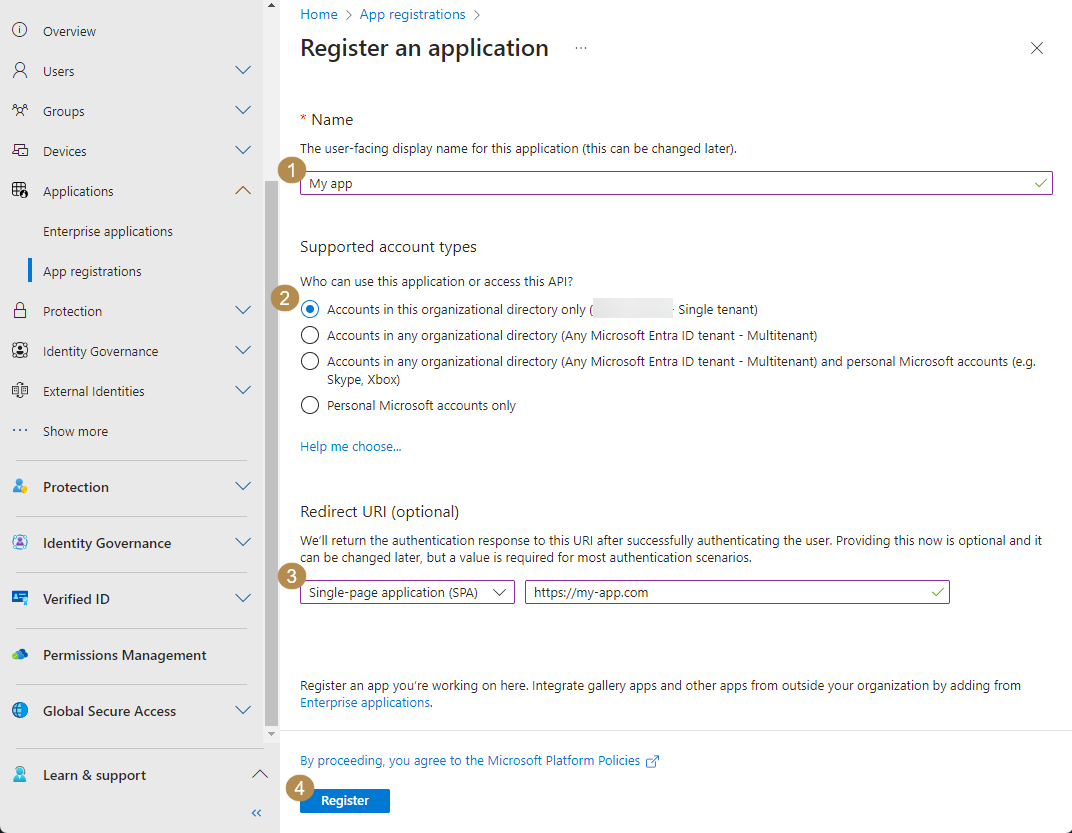 Overview
Users
Groups
Devices
Applications
Enterprise applications
App registrations
Protection
Identity Governance
External Identities
Show more
Protection
Identity Governance
Verified ID
Permissions Management
Global Secure Access
Learn & support
Home > App registrations >
Register an application ...
* Name
The user-facing display name for this application (this can be changed later).
1
My app
Supported account types
Who can use this application or access this API?
2
Accounts in this organizational directory only ( - Single tenant)
Accounts in any organizational directory (Any Microsoft Entra ID tenant - Multitenant)
Accounts in any organizational directory (Any Microsoft Entra ID tenant - Multitenant) and personal Microsoft accounts (e.g.
Skype, Xbox)
Personal Microsoft accounts only
Help me choose...
Redirect URI (optional)
We'll return the authentication response to this URI after successfully authenticating the user. Providing this now is optional and it
can be changed later, but a value is required for most authentication scenarios.
3
Single-page application (SPA) https://my-app.com
Register an app you're working on here. Integrate gallery apps and other apps from outside your organization by adding from
Enterprise applications.
By proceeding, you agree to the Microsoft Platform Policies
4
Register